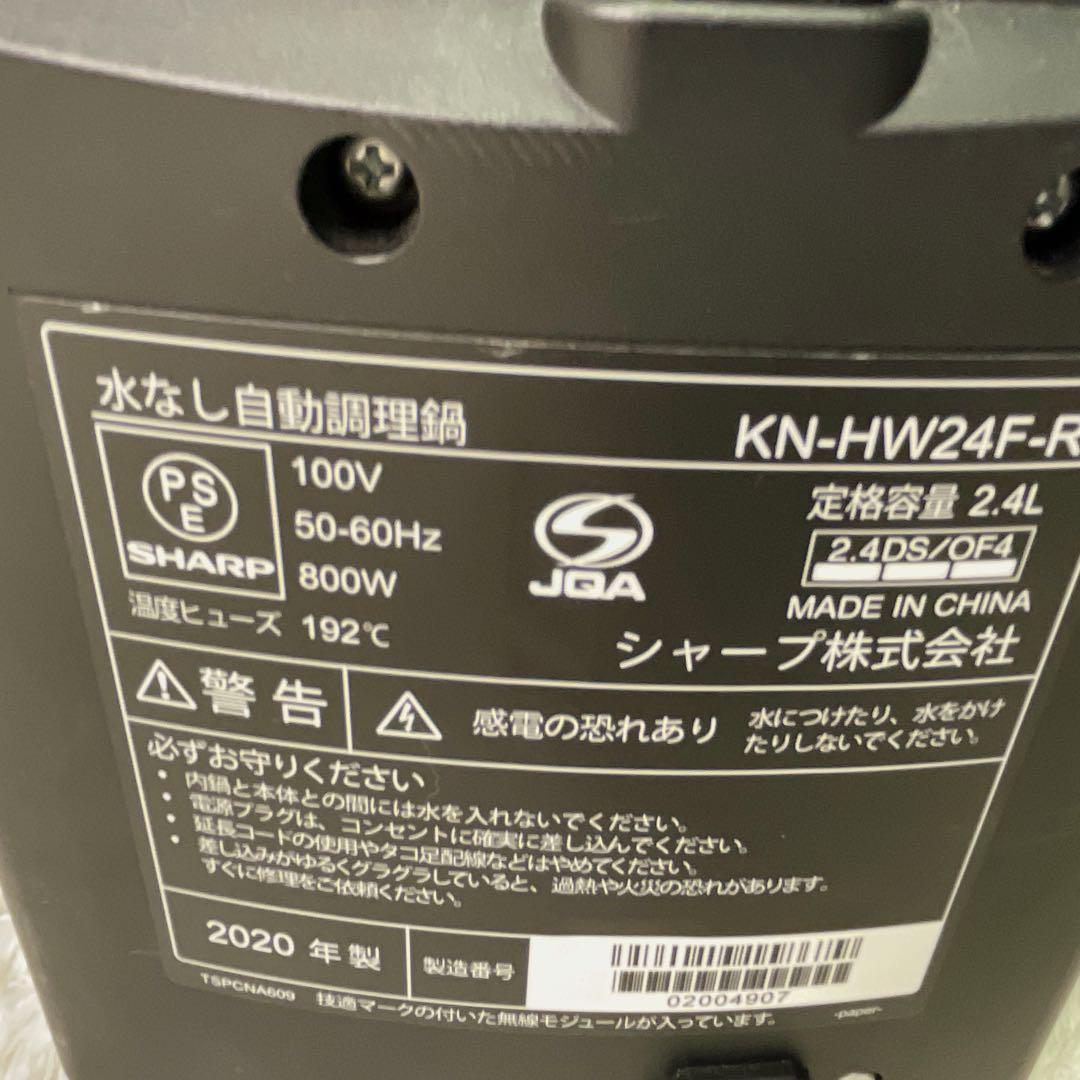 水なし自動調理鍋 KN-HW24F-R
PS
E
SHARP
100V
50-60Hz
800W
温度ヒューズ 192℃
JQA
定格容量 2.4L
2.4DS/OF4
MADE IN CHINA
シャープ株式会社
警告
感電の恐れあり
水につけたり、水をかけ
たりしないでください。
必ずお守りください
・内鍋と本体との間には水を入れないでください。
・電源プラグは、コンセントに確実に差し込んでください。
・延長コードの使用やタコ足配線などはやめてください。
・差し込みがゆるくグラグラしていると、過熱や火災の恐れがあります。
すぐに修理をご依頼ください。
2020 年製
製造番号
02004907
TSPCNA609 技適マークの付いた無線モジュールが入っています。 -paper-